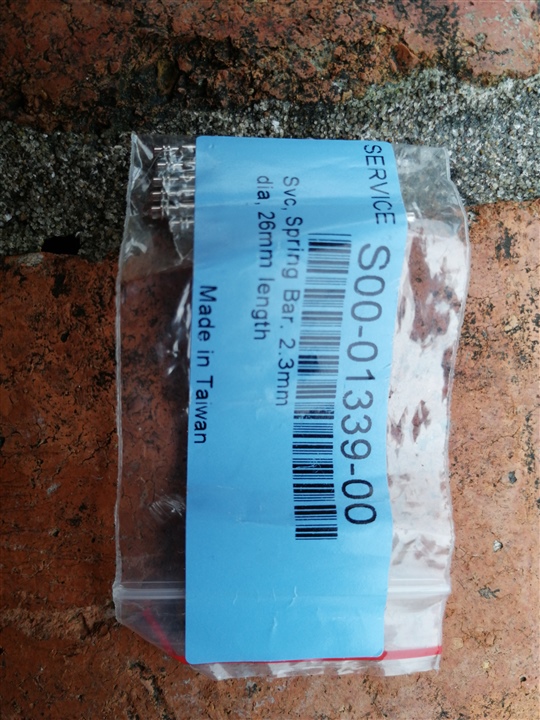 SERVICE
S00-01339-00
Svc, Spring Bar. 2.3mm
dia, 26mm length
Made in Taiwan